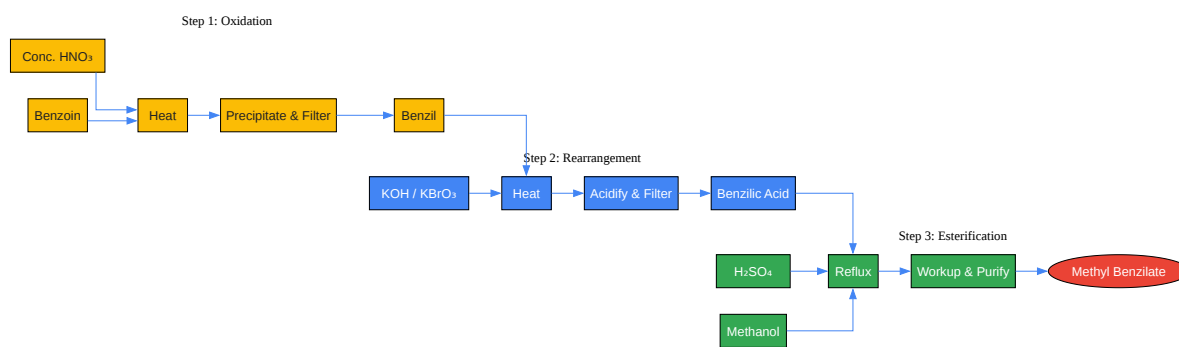 Step 1: Oxidation
Conc. HNO₃
Benzoin
Heat
Precipitate & Filter
Benzil
Step 2: Rearrangement
KOH / KBrO₃
Heat
Acidify & Filter
Benzilic Acid
Step 3: Esterification
H₂SO₄
Reflux
Workup & Purify
Methyl Benzilate
Methanol